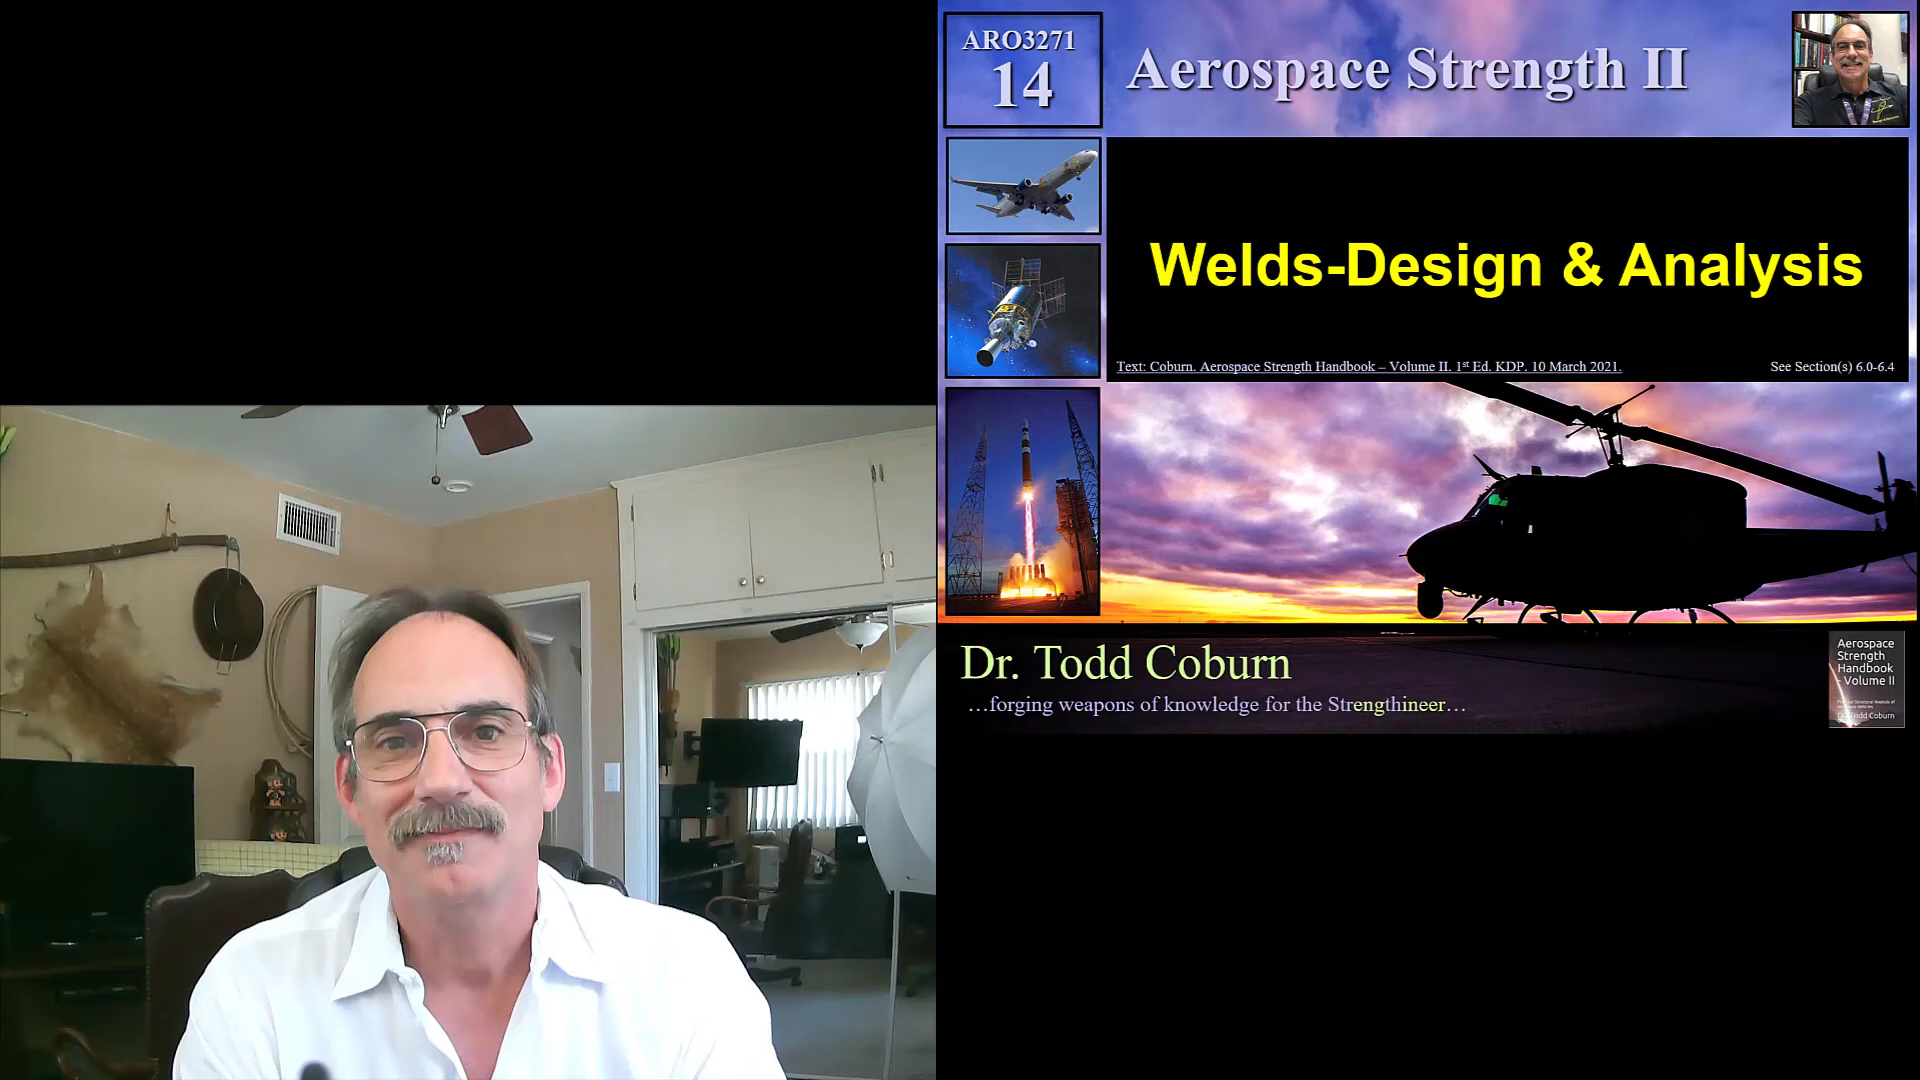 ARO3271
14
Aerospace Strength II
Welds-Design & Analysis
Text: Coburn. Aerospace Strength Handbook – Volume II. 1st Ed. KDP. 10 March 2021.
See Section(s) 6.0-6.4
Dr. Todd Coburn
…forging weapons of knowledge for the Strengthineer…
Aerospace
Strength
Handbook
- Volume II
Todd Coburn